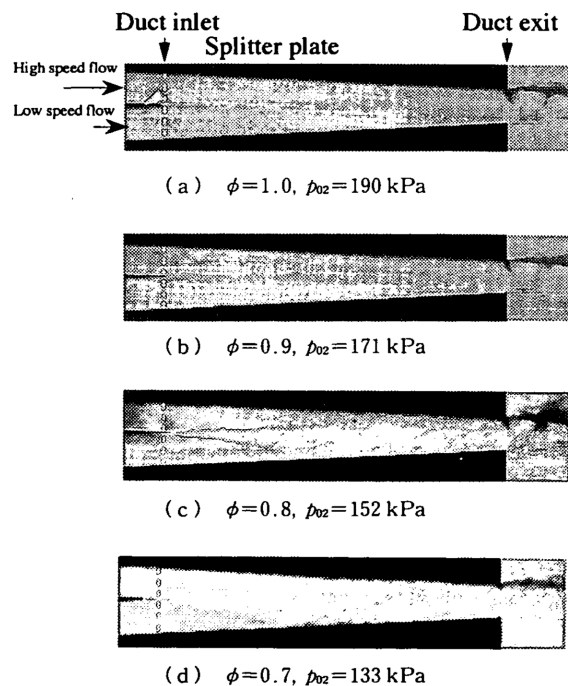 Duct inlet
Duct exit
Splitter plate
High speed flow
Low speed flow
(a) ϕ=1.0, p₀₂=190 kPa
(b) ϕ=0.9, p₀₂=171 kPa
(c) ϕ=0.8, p₀₂=152 kPa
(d) ϕ=0.7, p₀₂=133 kPa